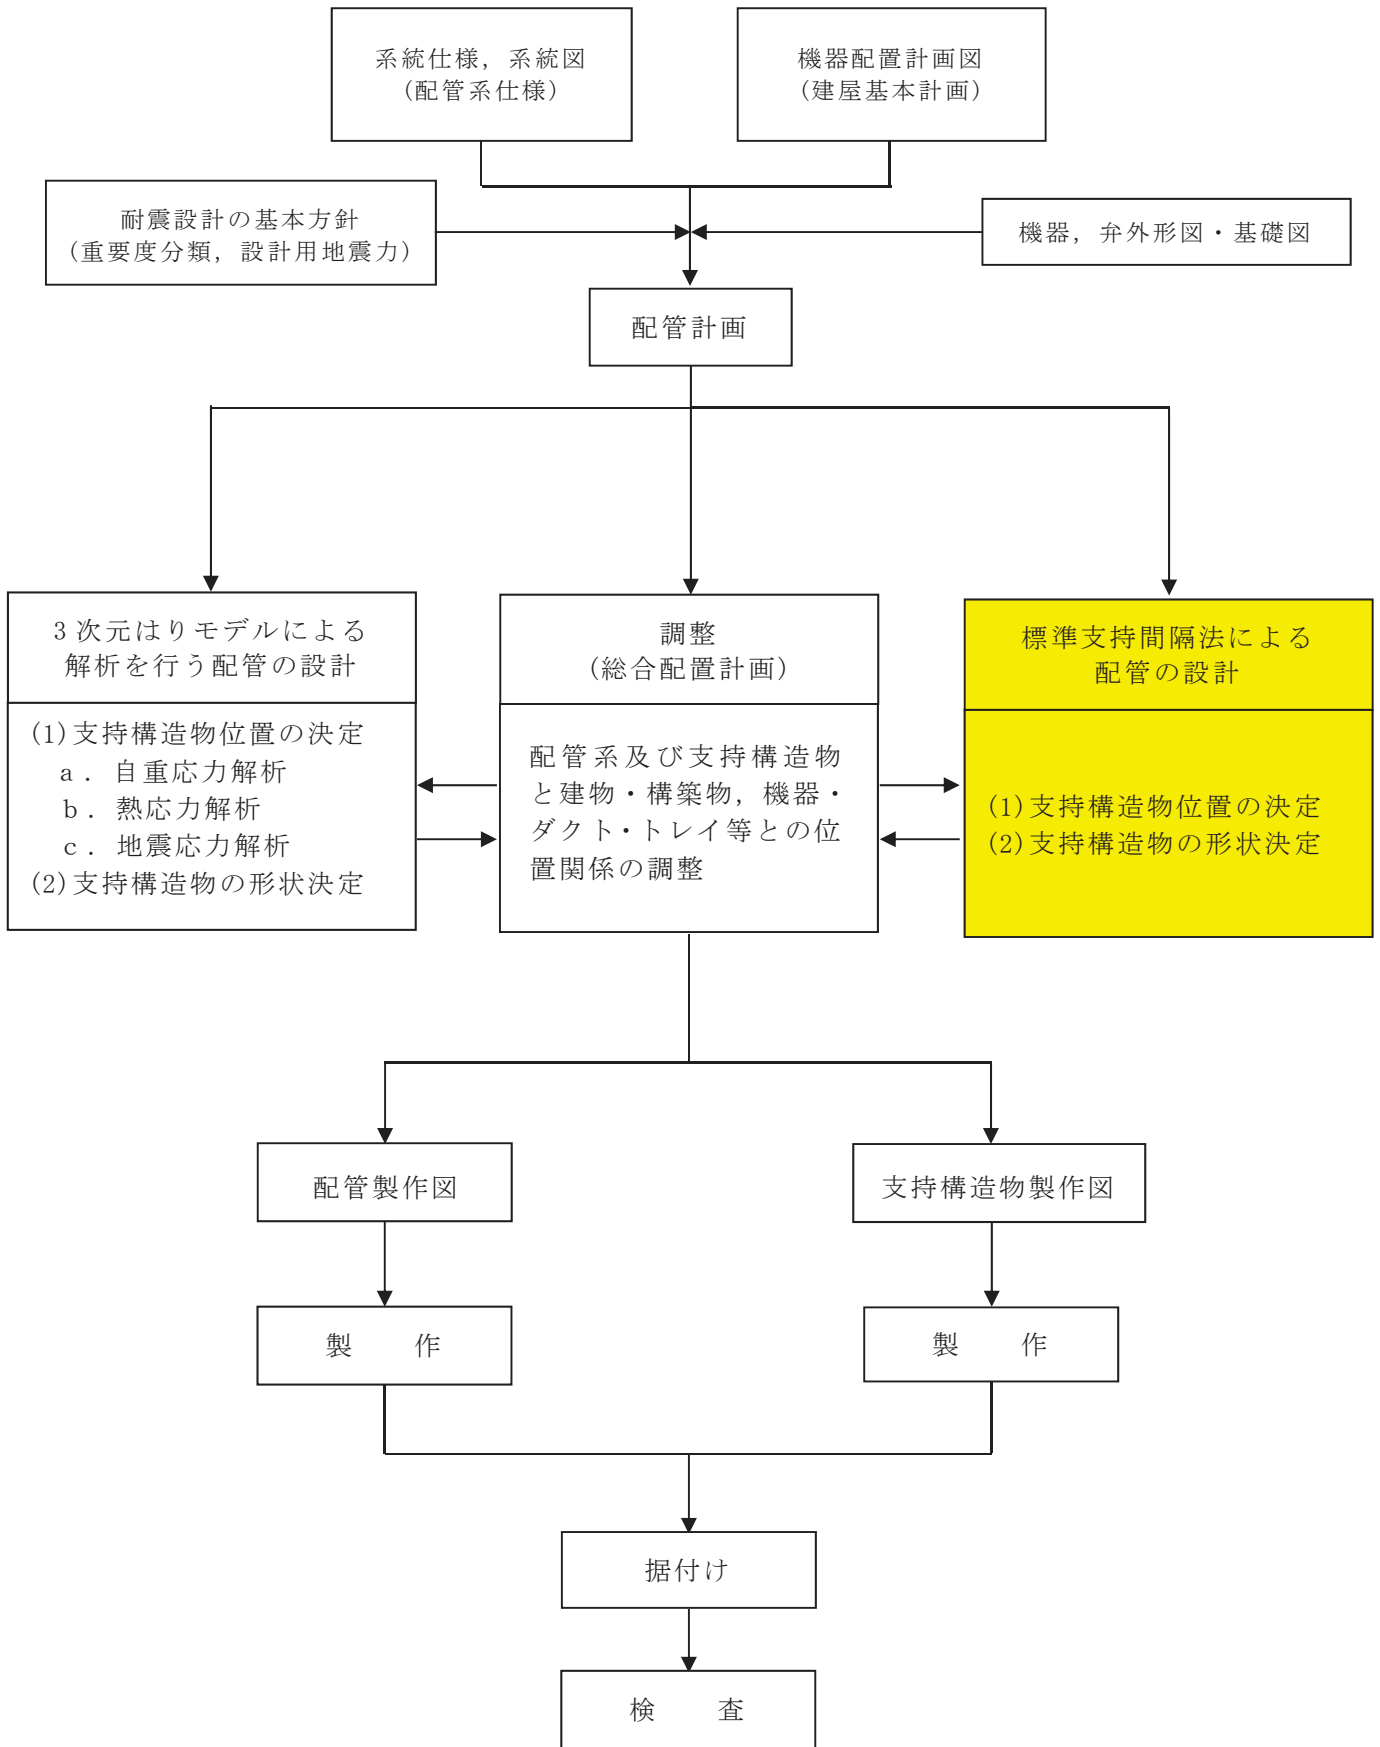 系統仕様，系統図
（配管系仕様）
機器配置計画図
（建屋基本計画）
耐震設計の基本方針
（重要度分類，設計用地震力）
機器，弁外形図・基礎図
配管計画
3次元はりモデルによる
解析を行う配管の設計
(1)支持構造物位置の決定
ａ．自重応力解析
ｂ．熱応力解析
ｃ．地震応力解析
(2)支持構造物の形状決定
調整
（総合配置計画）
配管系及び支持構造物
と建物・構築物，機器・
ダクト・トレイ等との位
置関係の調整
標準支持間隔法による
配管の設計
(1)支持構造物位置の決定
(2)支持構造物の形状決定
配管製作図
支持構造物製作図
製　　作
製　　作
据付け
検　　査